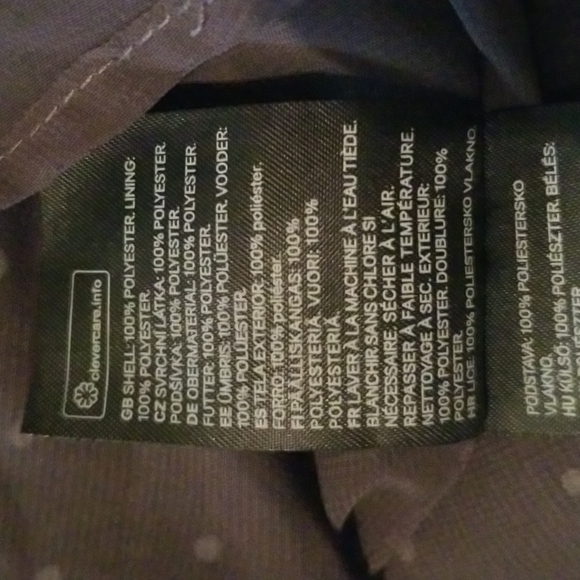 clevercare.info
GB SHELL: 100% POLYESTER. LINING:
100% POLYESTER.
CZ SVRCHNÍ LÁTKA: 100% POLYESTER.
PODŠÍVKA: 100% POLYESTER.
DE OBERMATERIAL: 100% POLYESTER.
FUTTER: 100% POLYESTER.
EE ÜMBRIS: 100% POLÜESTER. VOODER:
100% POLÜESTER.
ES TELA EXTERIOR: 100% poliéster.
FORRO: 100% poliéster.
FI PÄÄLLISKANGAS: 100%
POLYESTERIÄ. VUORI: 100%
POLYESTERIÄ.
FR LAVER À LA MACHINE À L'EAU TIÈDE.
BLANCHIR SANS CHLORE SI
NÉCESSAIRE. SÉCHER À L'AIR.
REPASSER À FAIBLE TEMPÉRATURE.
NETTOYAGE À SEC. EXTERIEUR:
100% POLYESTER. DOUBLURE: 100%
POLYESTER.
HR LICE: 100% POLIESTERSKO VLAKNO.
PODSTAVA: 100% POLIESTERSKO
VLAKNO.
HU KÜLSŐ: 100% POLIÉSZTER. BÉLÉS: